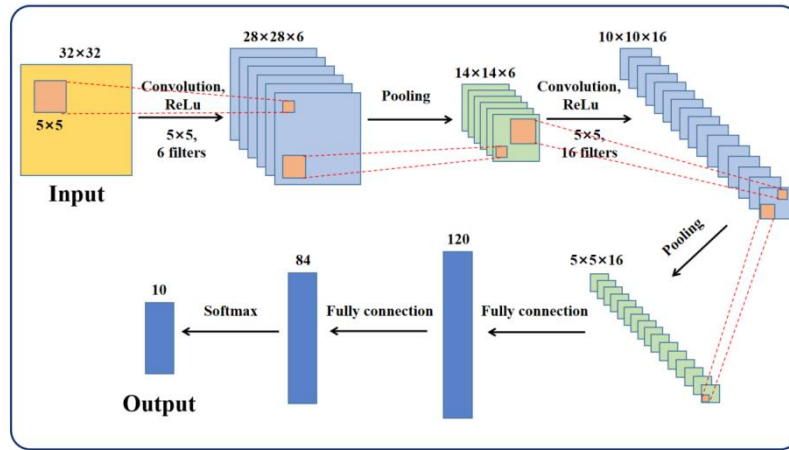 32×32
5×5
Input
Convolution,
ReLu
5×5,
6 filters
28×28×6
Pooling
14×14×6
Convolution,
ReLu
5×5,
16 filters
10×10×16
Pooling
5×5×16
Fully connection
120
Fully connection
84
Softmax
10
Output